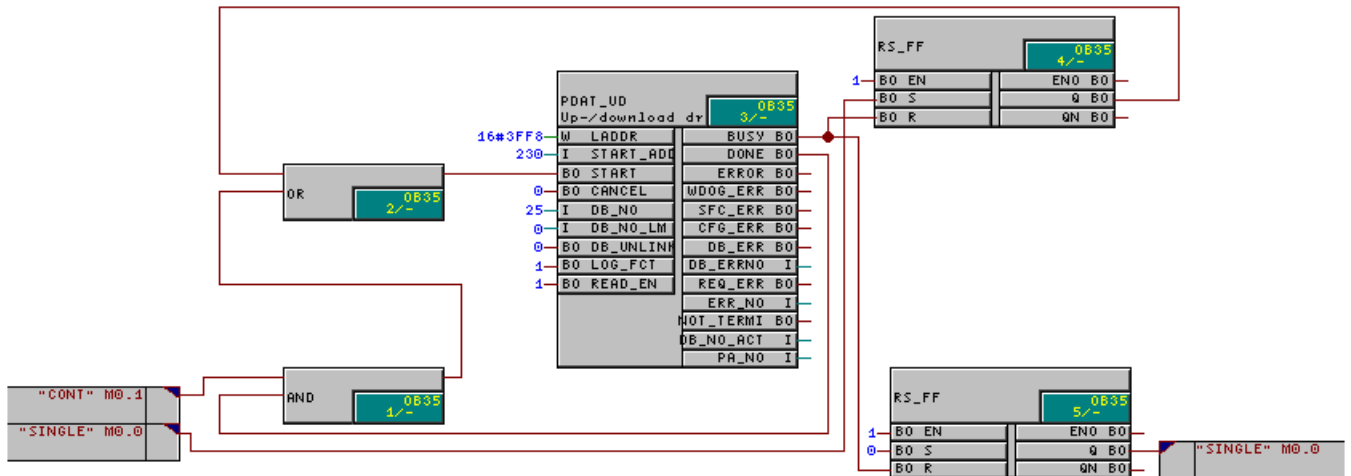 RS_FF
OB35
4/-
1 BO EN ENO BO
BO S Q BO
BO R QN BO
PDAT_UD
Up-/download dr
OB35
3/-
16#3FF8 W LADDR BUSY BO
230 I START_ADD DONE BO
BO START ERROR BO
0 BO CANCEL WDOG_ERR BO
25 I DB_NO SFC_ERR BO
0 I DB_NO_LM CFG_ERR BO
0 BO DB_UNLINK DB_ERR BO
1 BO LOG_FCT DB_ERRNO I
1 BO READ_EN REQ_ERR BO
ERR_NO I
NOT_TERMI BO
DB_NO_ACT I
PA_NO I
OR
OB35
2/-
AND
OB35
1/-
"CONT" M0.1
"SINGLE" M0.0
RS_FF
OB35
5/-
1 BO EN ENO BO
0 BO S Q BO
BO R QN BO
"SINGLE" M0.0